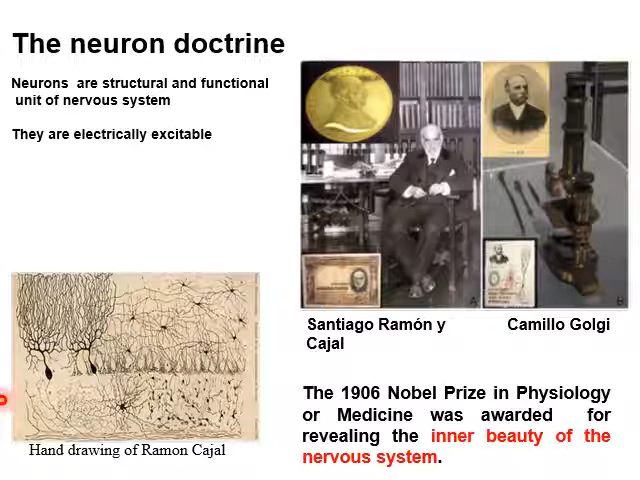 The neuron doctrine
Neurons are structural and functional
unit of nervous system
They are electrically excitable
A
B
Santiago Ramón y
Cajal
Camillo Golgi
Hand drawing of Ramon Cajal
The 1906 Nobel Prize in Physiology
or Medicine was awarded for
revealing the inner beauty of the
nervous system.